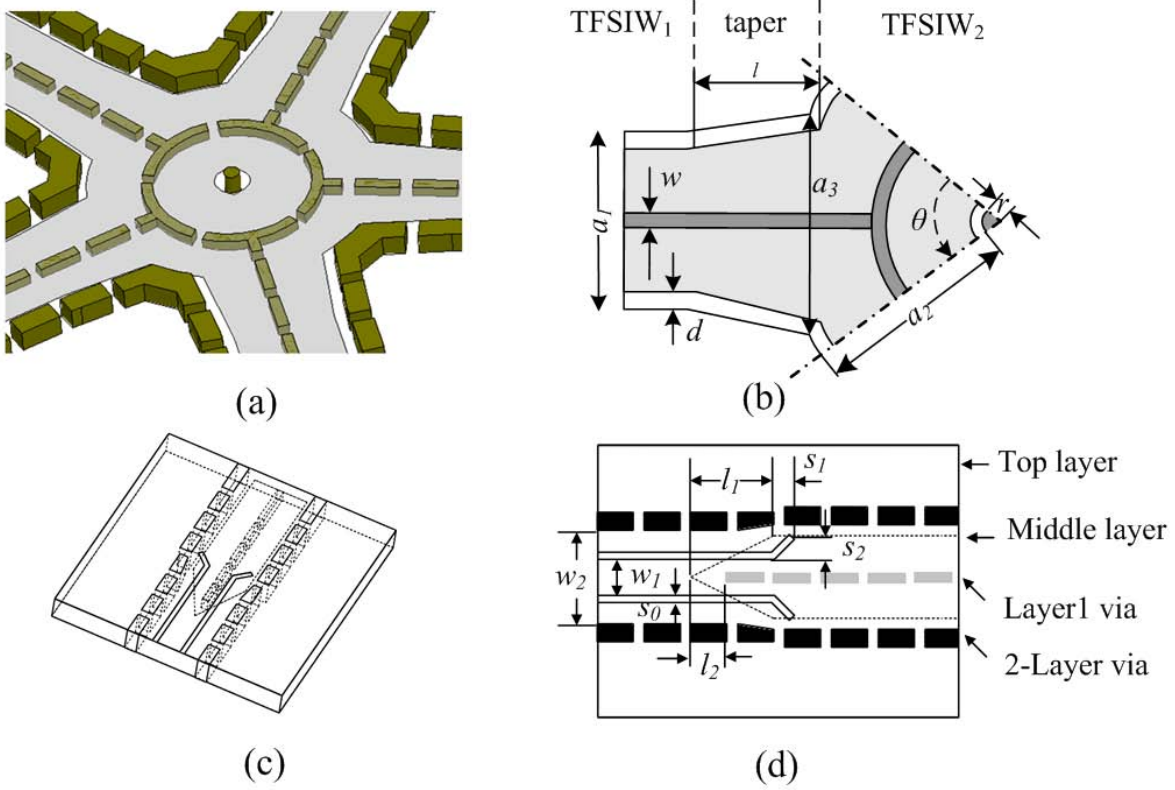 TFSIW₁ taper TFSIW₂
l
a₁
w
a₃
θ
r
d
a₂
(a)
(b)
l₁
s₁
Top layer
Middle layer
w₂
w₁
s₂
s₀
Layer1 via
l₂
2-Layer via
(c)
(d)